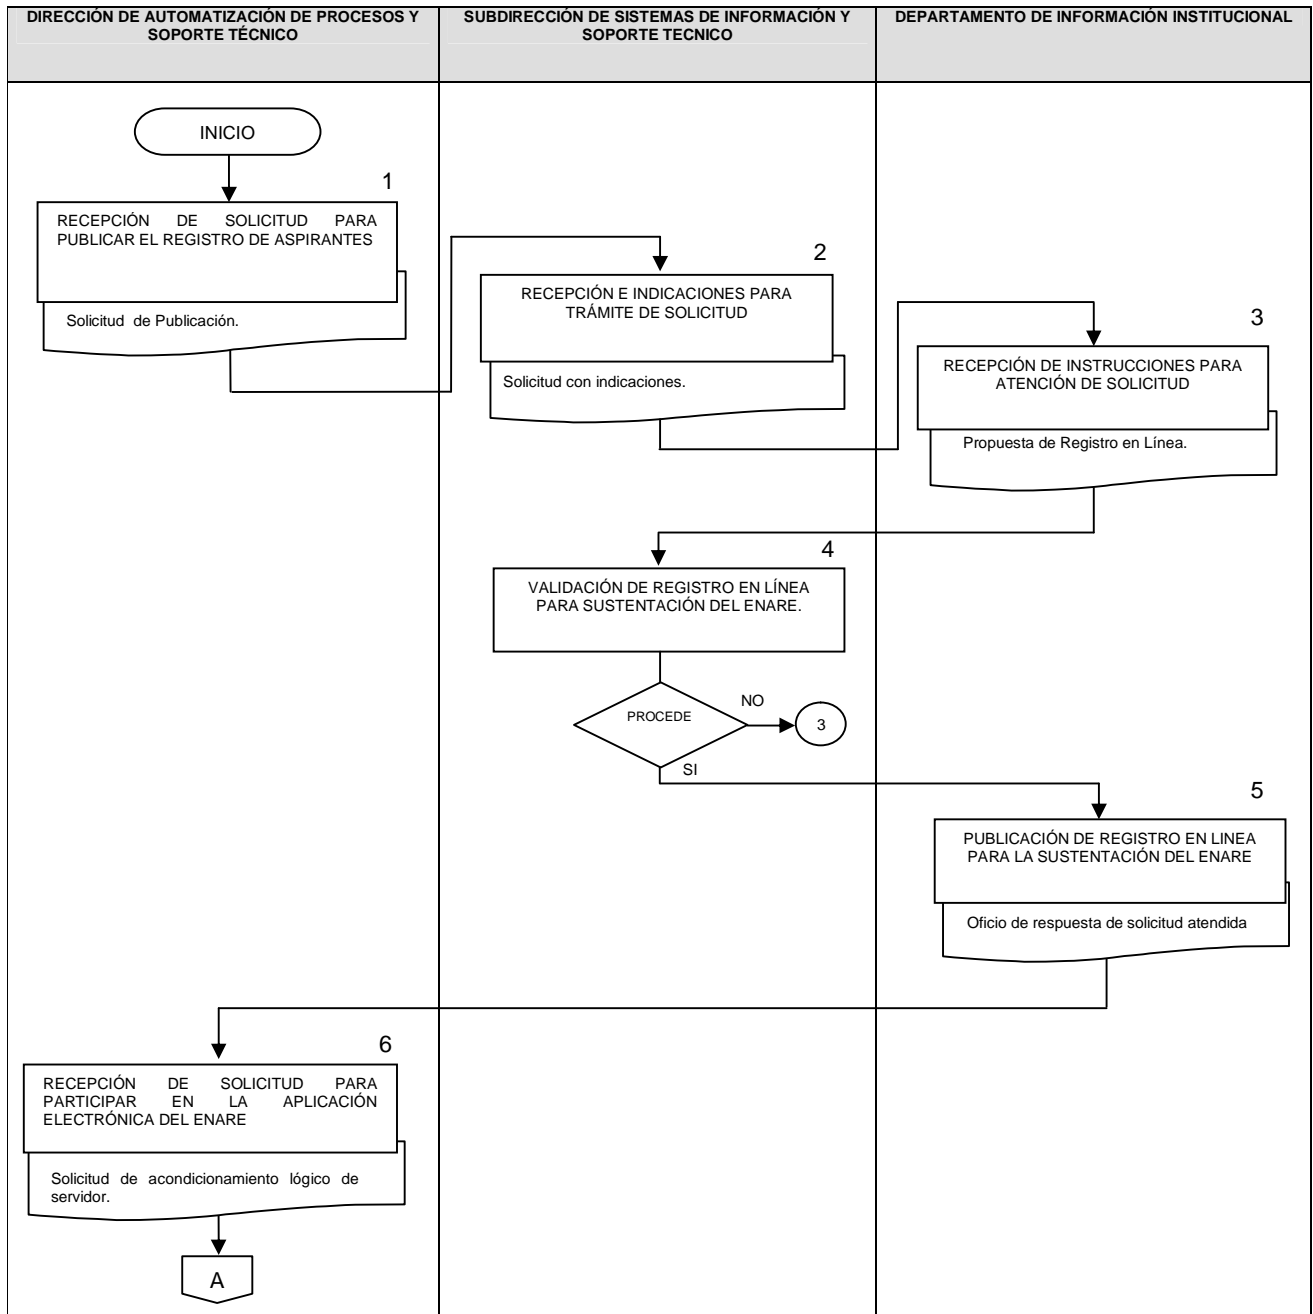 DIRECCIÓN DE AUTOMATIZACIÓN DE PROCESOS Y
SOPORTE TÉCNICO
SUBDIRECCIÓN DE SISTEMAS DE INFORMACIÓN Y
SOPORTE TECNICO
DEPARTAMENTO DE INFORMACIÓN INSTITUCIONAL
INICIO
1
RECEPCIÓN DE SOLICITUD PARA
PUBLICAR EL REGISTRO DE ASPIRANTES
Solicitud de Publicación.
2
RECEPCIÓN E INDICACIONES PARA
TRÁMITE DE SOLICITUD
Solicitud con indicaciones.
3
RECEPCIÓN DE INSTRUCCIONES PARA
ATENCIÓN DE SOLICITUD
Propuesta de Registro en Línea.
4
VALIDACIÓN DE REGISTRO EN LÍNEA
PARA SUSTENTACIÓN DEL ENARE.
PROCEDE
NO
3
SI
5
PUBLICACIÓN DE REGISTRO EN LINEA
PARA LA SUSTENTACIÓN DEL ENARE
Oficio de respuesta de solicitud atendida
6
RECEPCIÓN DE SOLICITUD PARA
PARTICIPAR EN LA APLICACIÓN
ELECTRÓNICA DEL ENARE
Solicitud de acondicionamiento lógico de
servidor.
A